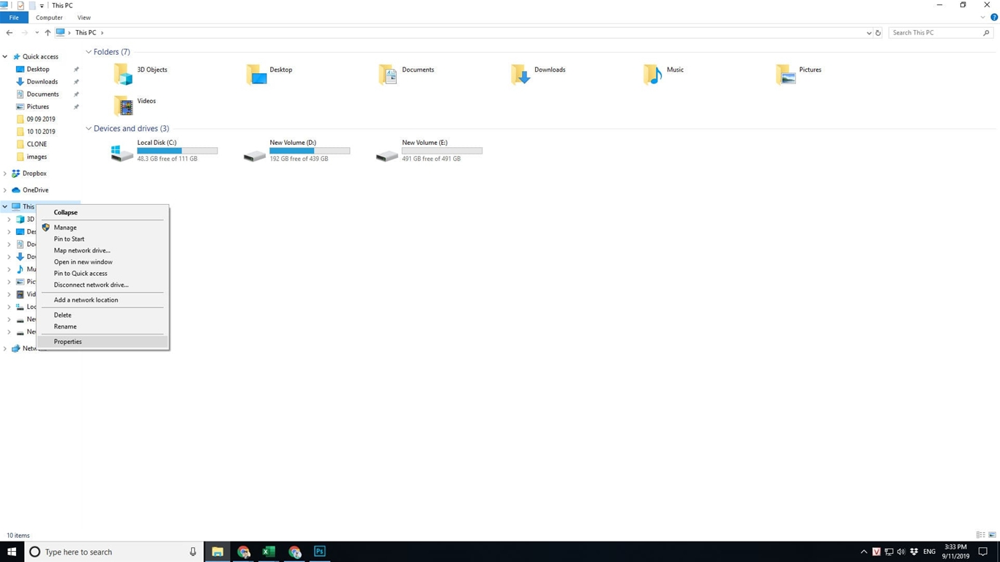 This PC
File Computer View
This PC
Search This PC
Quick access
Desktop
Downloads
Documents
Pictures
09 09 2019
10 10 2019
CLONE
images
Dropbox
OneDrive
This
3D
Des
Do
Do
Mu
Pic
Vid
Loc
Ne
Ne
Netw
Collapse
Manage
Pin to Start
Map network drive...
Open in new window
Pin to Quick access
Disconnect network drive...
Add a network location
Delete
Rename
Properties
Folders (7)
3D Objects
Desktop
Documents
Downloads
Music
Pictures
Videos
Devices and drives (3)
Local Disk (C:)
48.3 GB free of 111 GB
New Volume (D:)
192 GB free of 439 GB
New Volume (E:)
491 GB free of 491 GB
10 items
Type here to search
Ps
V
ENG
3:33 PM
9/11/2019